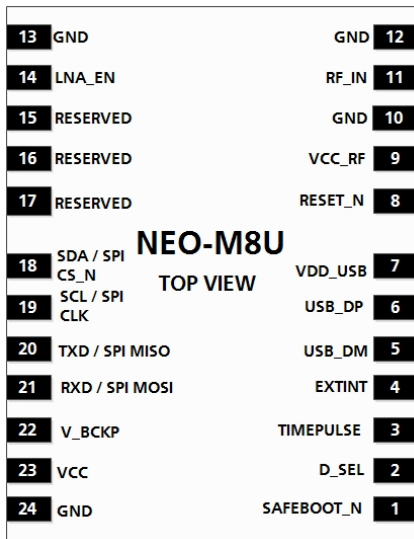 13 GND GND 12
14 LNA_EN RF_IN 11
15 RESERVED GND 10
16 RESERVED VCC_RF 9
17 RESERVED RESET_N 8
NEO-M8U
TOP VIEW
18 SDA / SPI CS_N VDD_USB 7
19 SCL / SPI CLK USB_DP 6
20 TXD / SPI MISO USB_DM 5
21 RXD / SPI MOSI EXTINT 4
22 V_BCKP TIMEPULSE 3
23 VCC D_SEL 2
24 GND SAFEBOOT_N 1